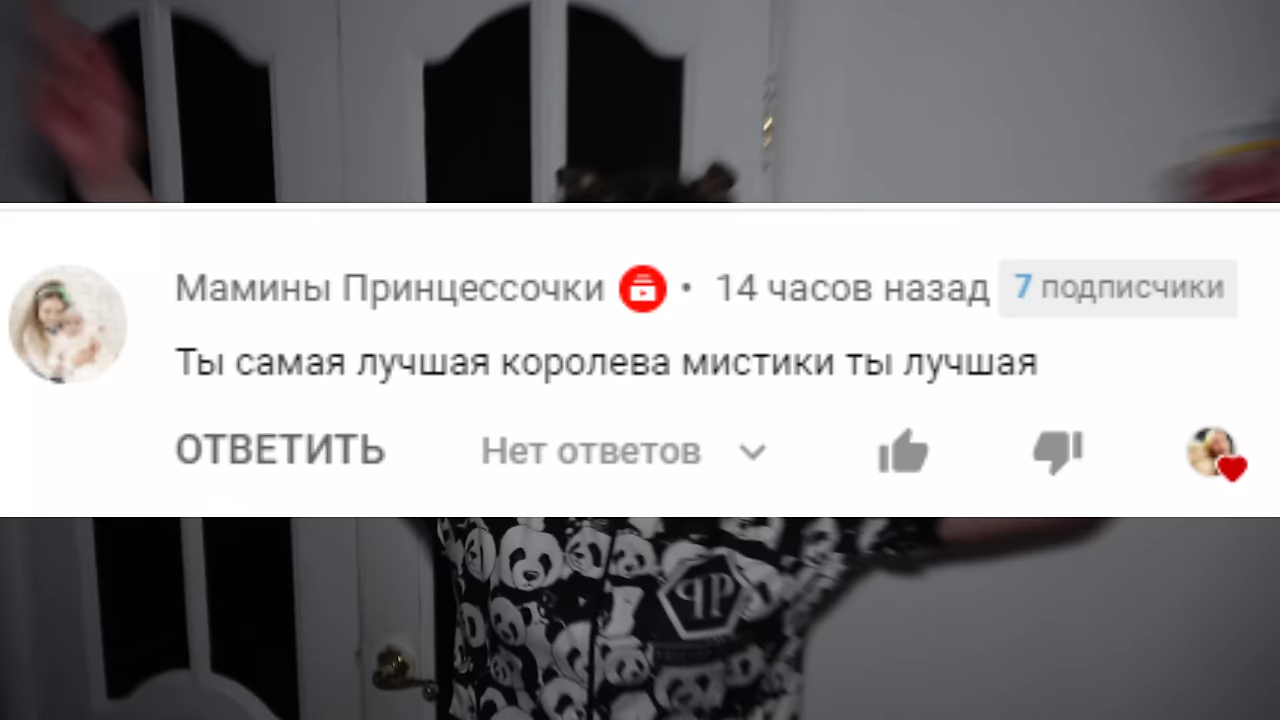 Мамины Принцессочки • 14 часов назад 7 подписчики
Ты самая лучшая королева мистики ты лучшая
ОТВЕТИТЬ Нет ответов